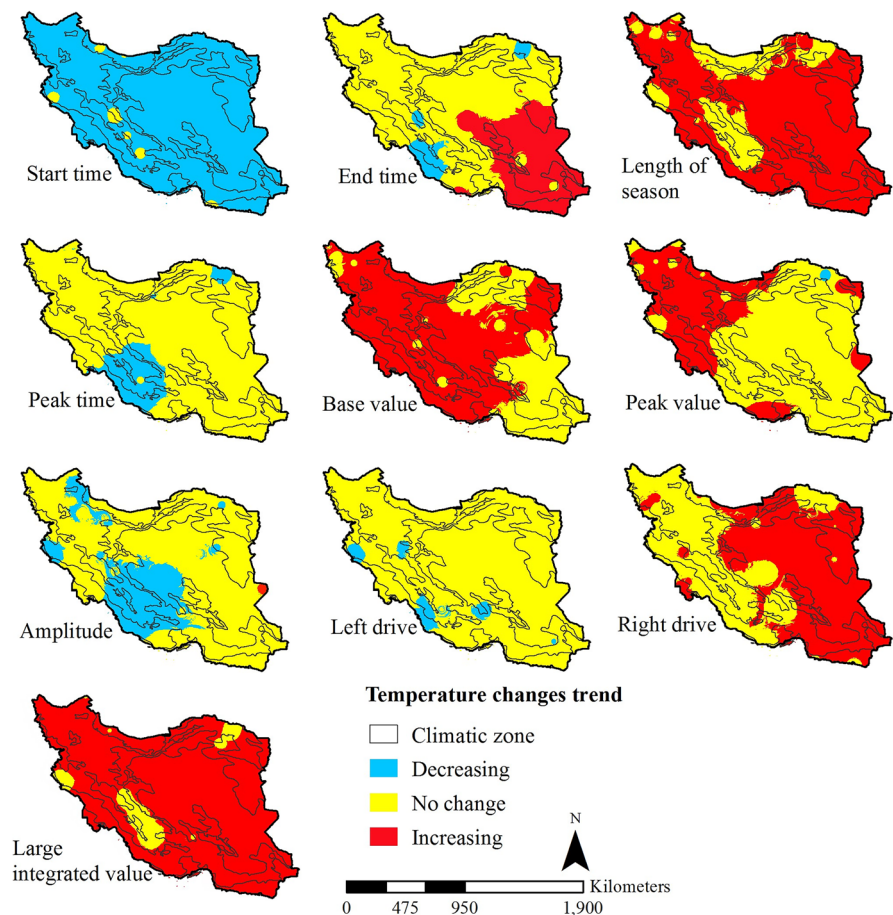 Start time
End time
Length of
season
Peak time
Base value
Peak value
Amplitude
Left drive
Right drive
Large
integrated value
Temperature changes trend
Climatic zone
Decreasing
No change
Increasing
N
Kilometers
0 475 950 1,900